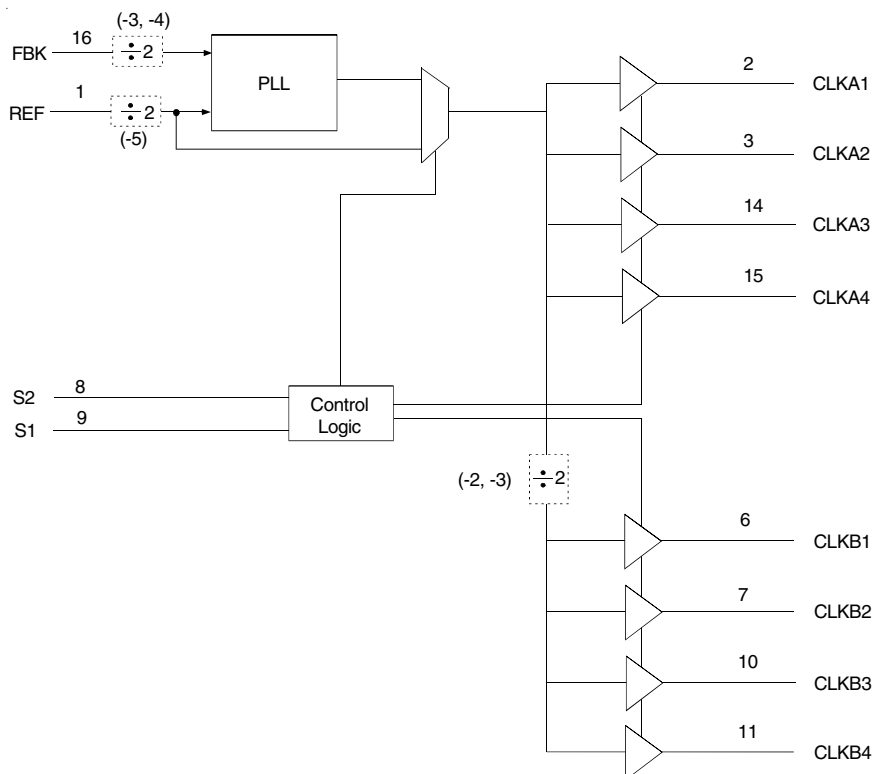 (-3, -4)
FBK 16 ÷2
PLL
REF 1 ÷2
(-5)
2 CLKA1
3 CLKA2
14 CLKA3
15 CLKA4
S2 8
S1 9
Control
Logic
(-2, -3) ÷2
6 CLKB1
7 CLKB2
10 CLKB3
11 CLKB4